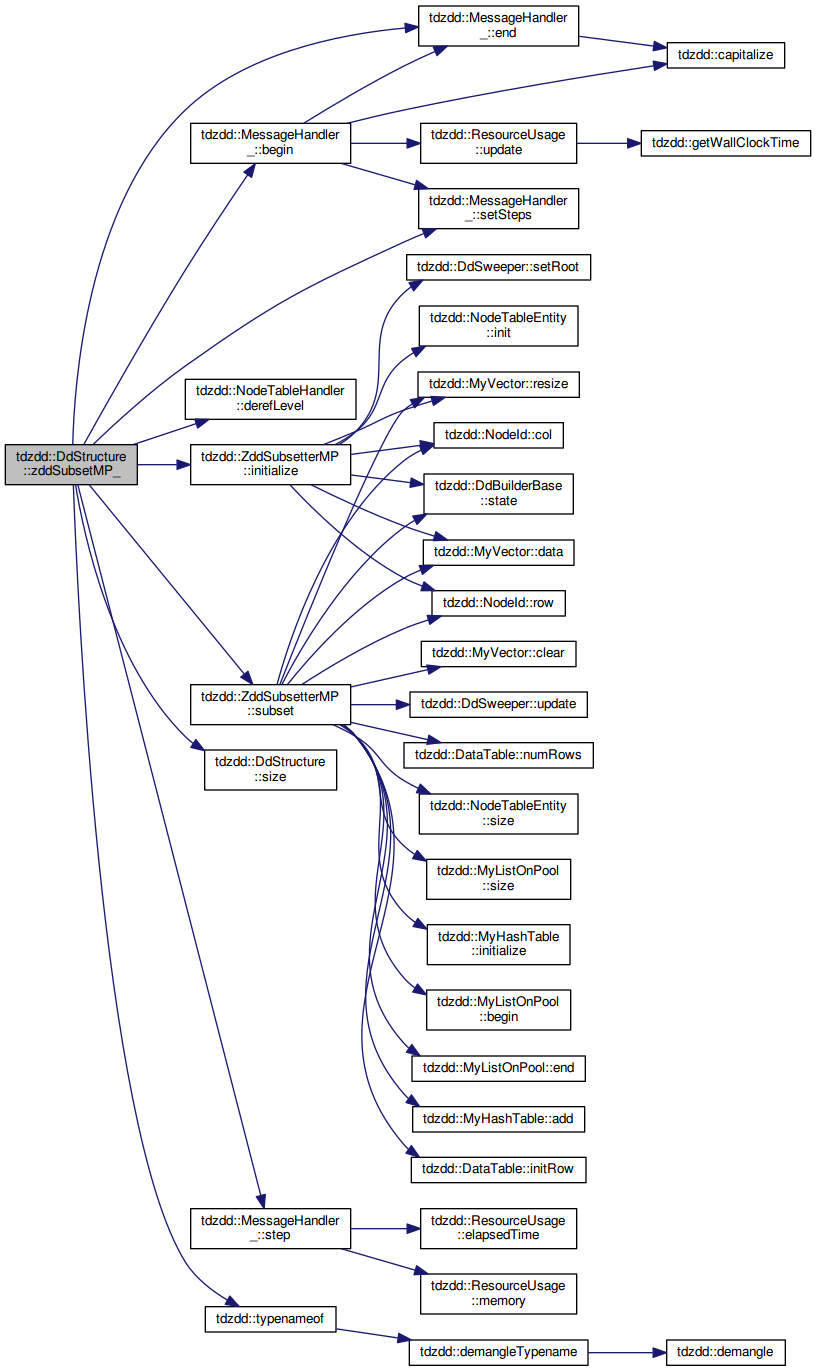 tdzdd::MessageHandler
_::end
tdzdd::capitalize
tdzdd::MessageHandler
_::begin
tdzdd::ResourceUsage
::update
tdzdd::getWallClockTime
tdzdd::MessageHandler
_::setSteps
tdzdd::DdSweeper::setRoot
tdzdd::NodeTableEntity
::init
tdzdd::NodeTableHandler
::derefLevel
tdzdd::MyVector::resize
tdzdd::NodeId::col
tdzdd::DdStructure
::zddSubsetMP_
tdzdd::ZddSubsetterMP
::initialize
tdzdd::DdBuilderBase
::state
tdzdd::MyVector::data
tdzdd::NodeId::row
tdzdd::MyVector::clear
tdzdd::ZddSubsetterMP
::subset
tdzdd::DdSweeper::update
tdzdd::DataTable::numRows
tdzdd::DdStructure
::size
tdzdd::NodeTableEntity
::size
tdzdd::MyListOnPool
::size
tdzdd::MyHashTable
::initialize
tdzdd::MyListOnPool
::begin
tdzdd::MyListOnPool::end
tdzdd::MyHashTable::add
tdzdd::DataTable::initRow
tdzdd::MessageHandler
_::step
tdzdd::ResourceUsage
::elapsedTime
tdzdd::ResourceUsage
::memory
tdzdd::typenameof
tdzdd::demangleTypename
tdzdd::demangle